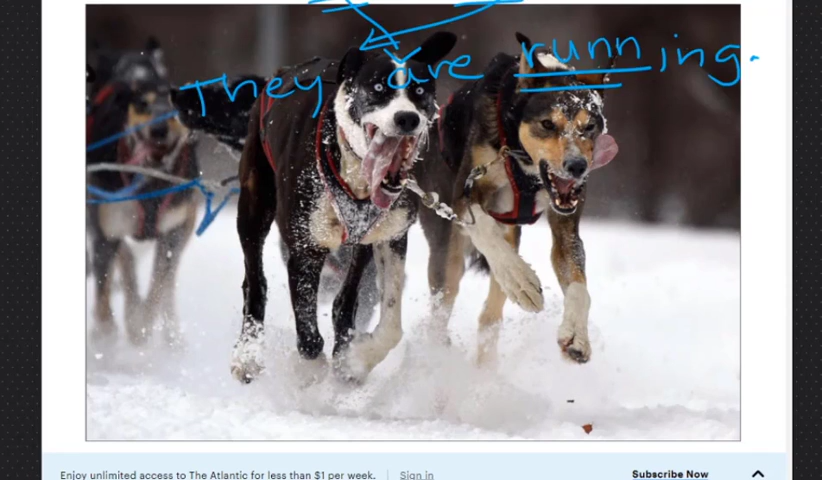 They are running.
Enjoy unlimited access to The Atlantic for less than $1 per week. Sign in Subscribe Now